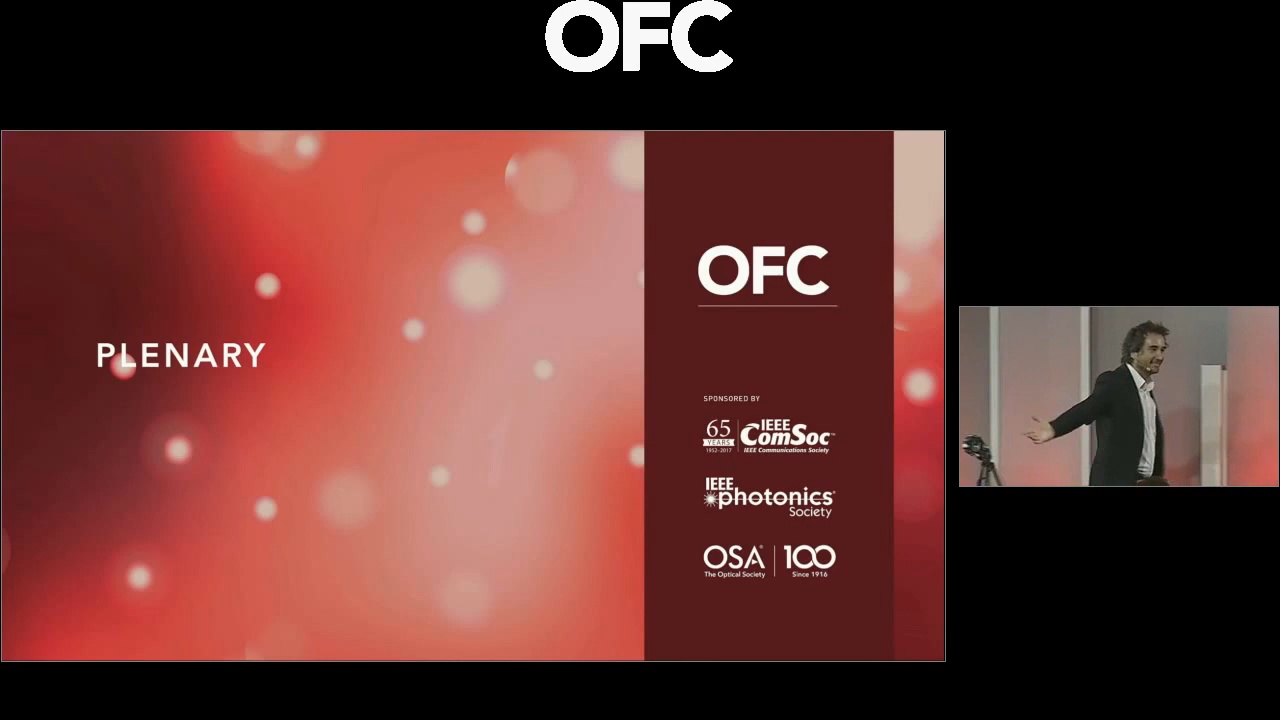 OFC
PLENARY
OFC
SPONSORED BY
65 YEARS 1952-2017
IEEE ComSoc™
IEEE Communications Society
IEEE photonics® Society
OSA®
The Optical Society
100
Since 1916